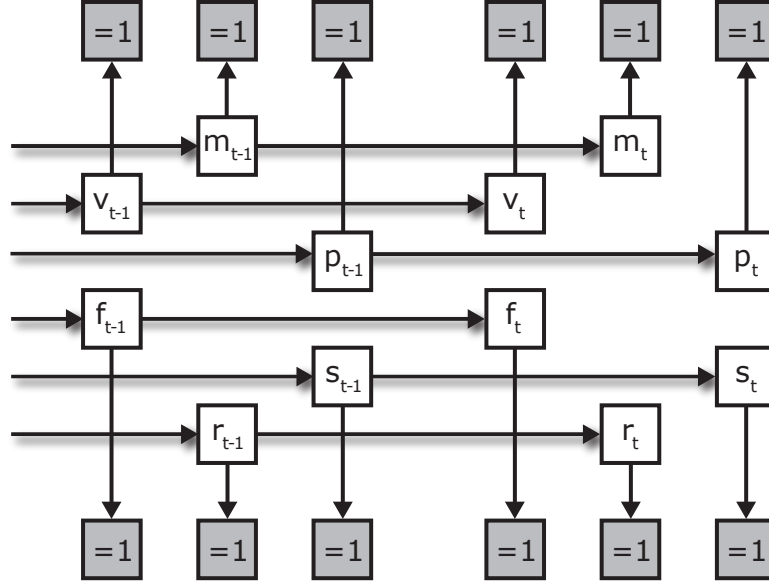 =1 =1 =1 =1 =1 =1
m_{t-1} m_t
v_{t-1} v_t
p_{t-1} p_t
f_{t-1} f_t
s_{t-1} s_t
r_{t-1} r_t
=1 =1 =1 =1 =1 =1